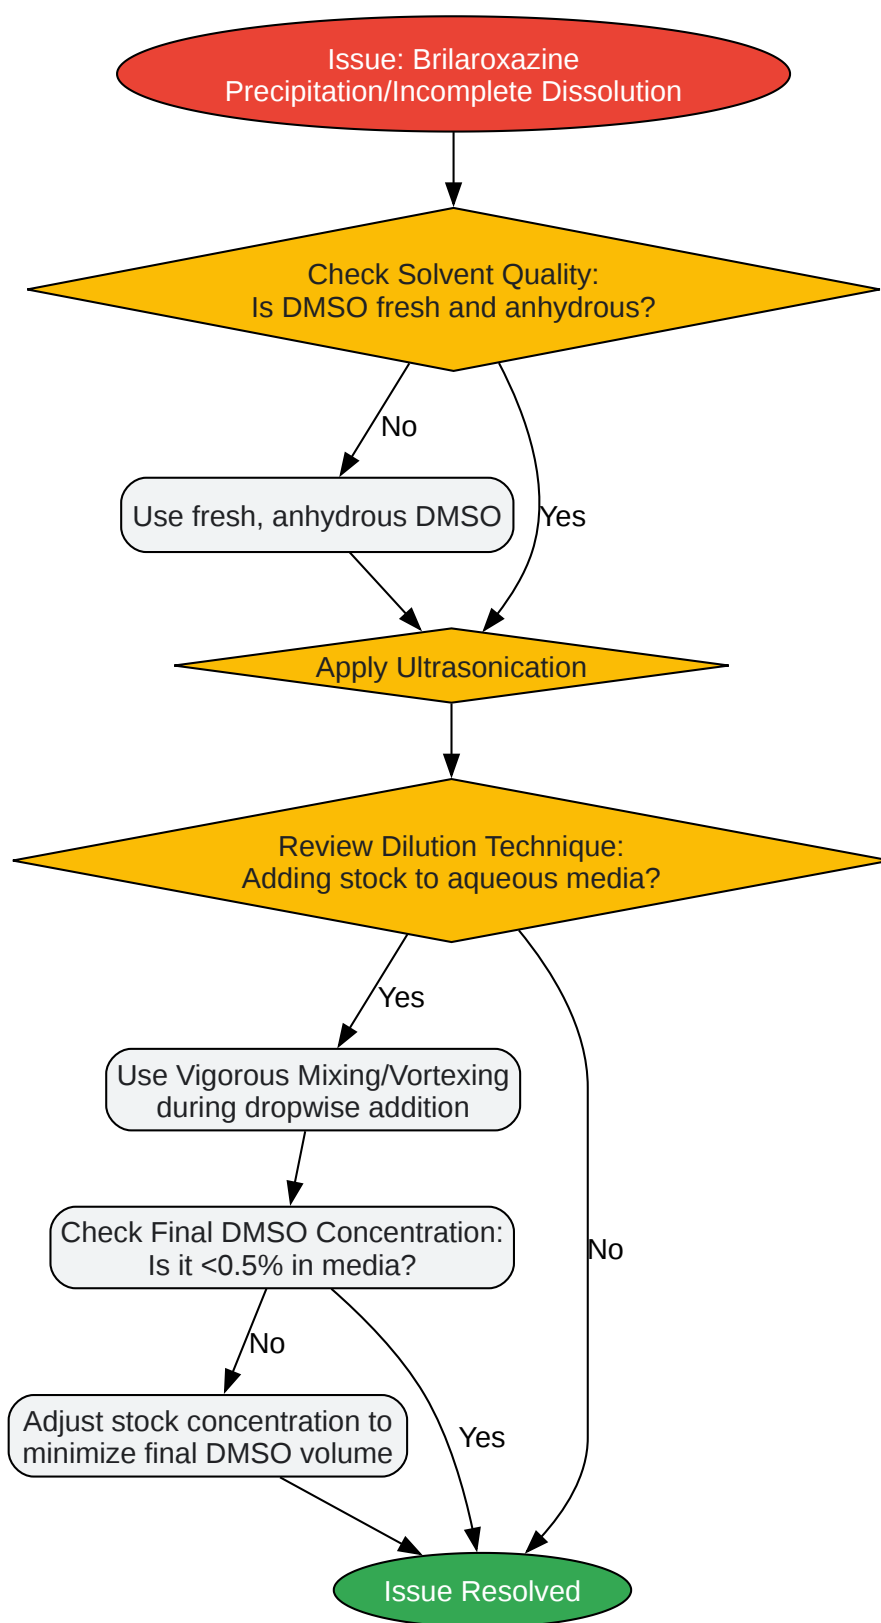 Issue: Brilaroxazine
Precipitation/Incomplete Dissolution
Check Solvent Quality:
Is DMSO fresh and anhydrous?
No
Use fresh, anhydrous DMSO
Yes
Apply Ultrasonication
Review Dilution Technique:
Adding stock to aqueous media?
Yes
Use Vigorous Mixing/Vortexing
during dropwise addition
Check Final DMSO Concentration:
Is it <0.5% in media?
No
No
Adjust stock concentration to
minimize final DMSO volume
Yes
Issue Resolved